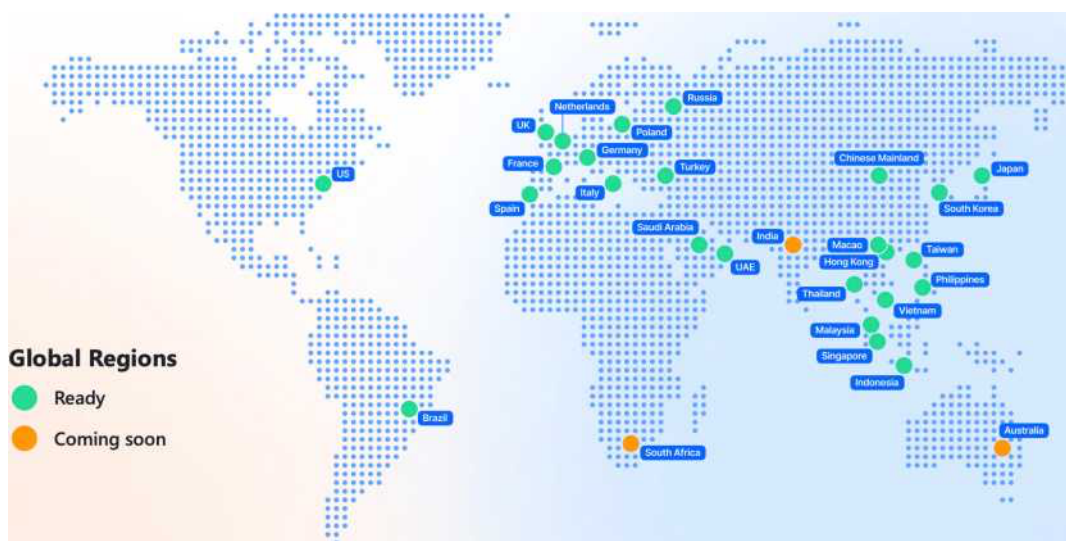 Russia
Netherlands
UK
Poland
Germany
France
Chinese Mainland
US
Turkey
Japan
Italy
Spain
South Korea
Saudi Arabia
India
Macao
Taiwan
Hong Kong
UAE
Philippines
Thailand
Vietnam
Malaysia
Singapore
Indonesia
Global Regions
Ready
Coming soon
Brazil
Australia
South Africa